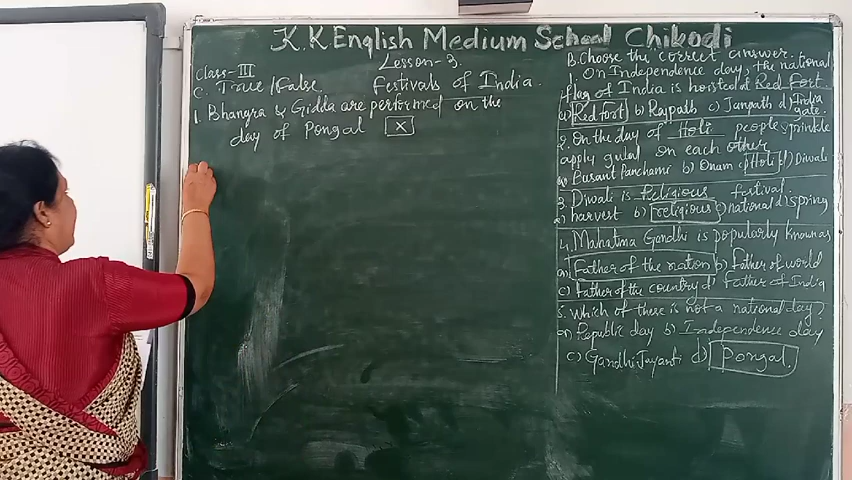 K.K.English Medium School Chikodi
Lesson-3.
Class-III
C. True/False.
Festivals of India.
1. Bhangra & Gidda are performed on the
day of Pongal x
B. Choose the correct answer.
1. On Independence day, the national
flag of India is hoisted at Red Fort.
a) Red fort b) Rajpath c) Janpath d) India
gate.
2. On the day of Holi people sprinkle
apply gulal on each other
a) Basant Panchami b) Onam c) Holi d) Diwali
3. Diwali is Religious festival.
a) harvest b) religious c) national d) spring
4. Mahatma Gandhi is popularly known as
a) Father of the nation b) father of world
c) father of the country d) father of India
5. Which of these is not a national day?
a) Republic day b) Independence day
c) Gandhi Jayanti d) Pongal.